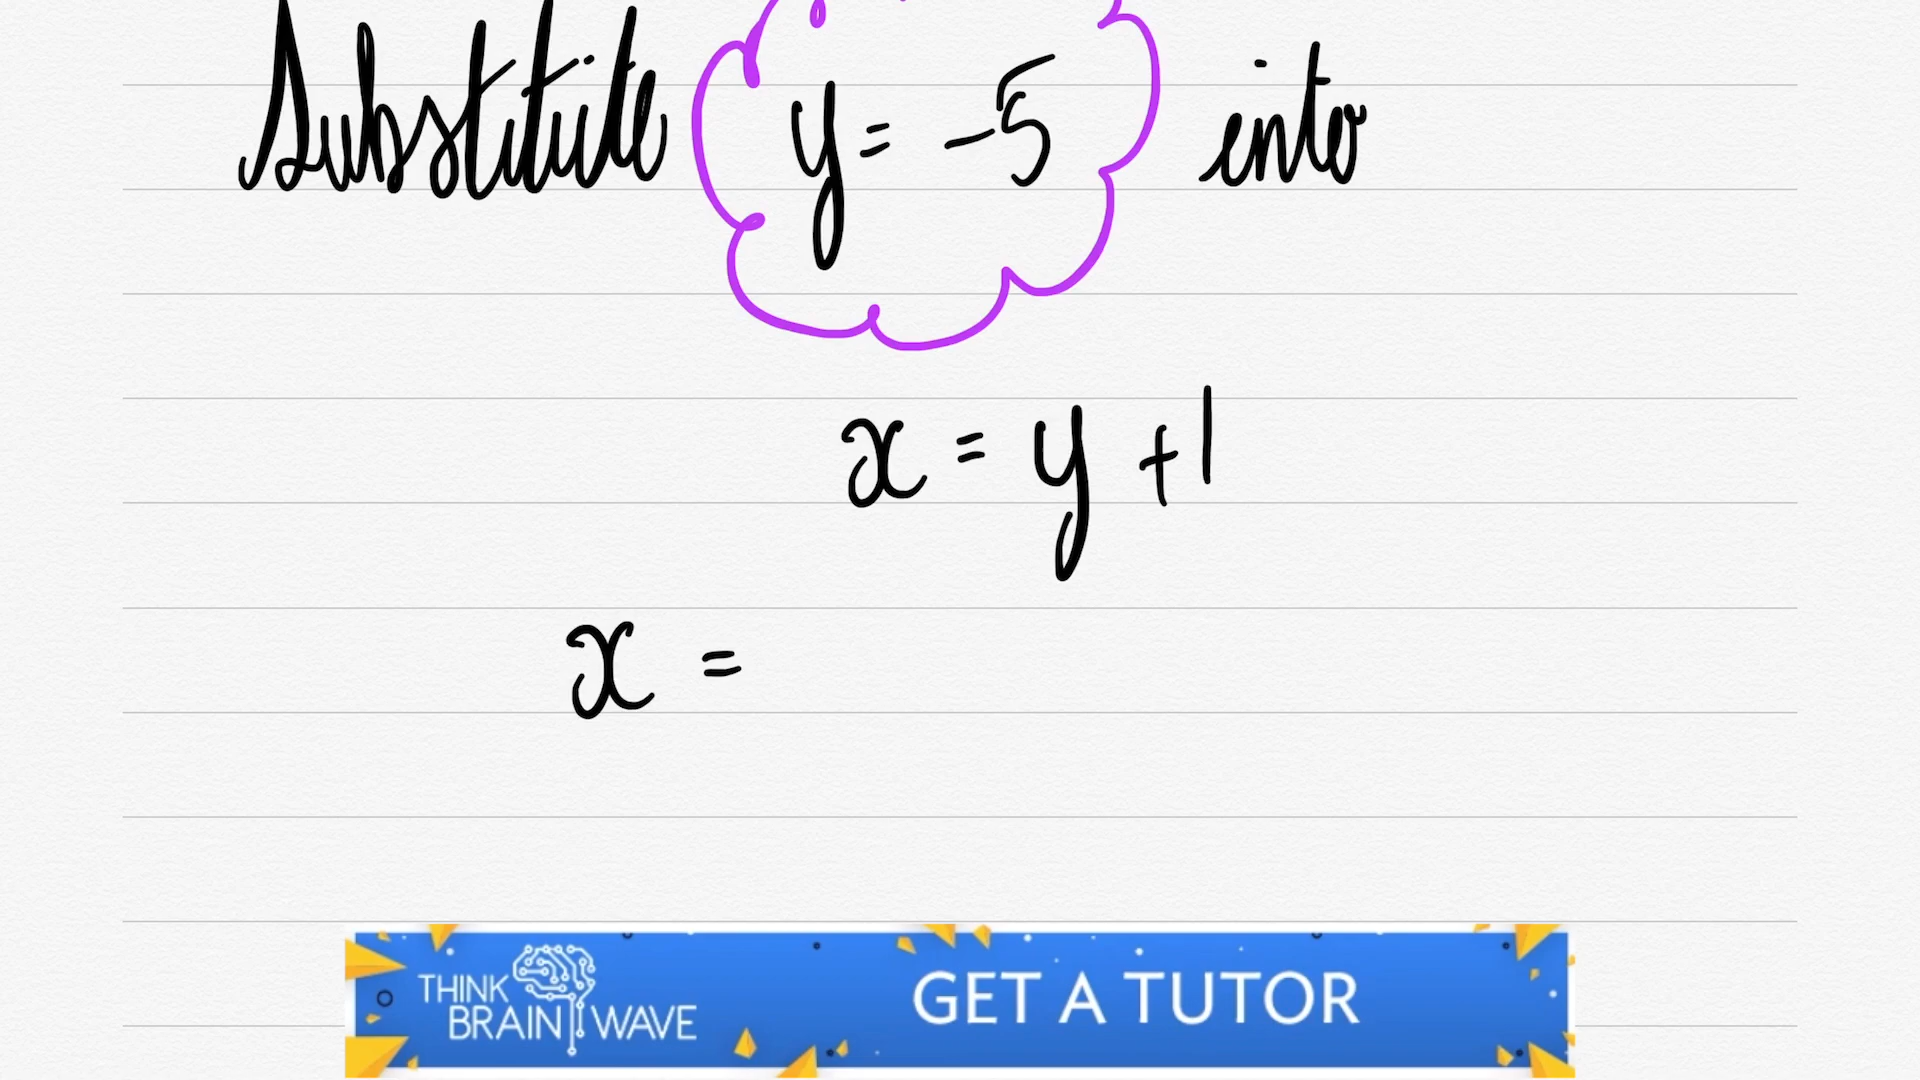 Substitute y = -5 into
x = y + 1
x =
THINK BRAIN WAVE
GET A TUTOR